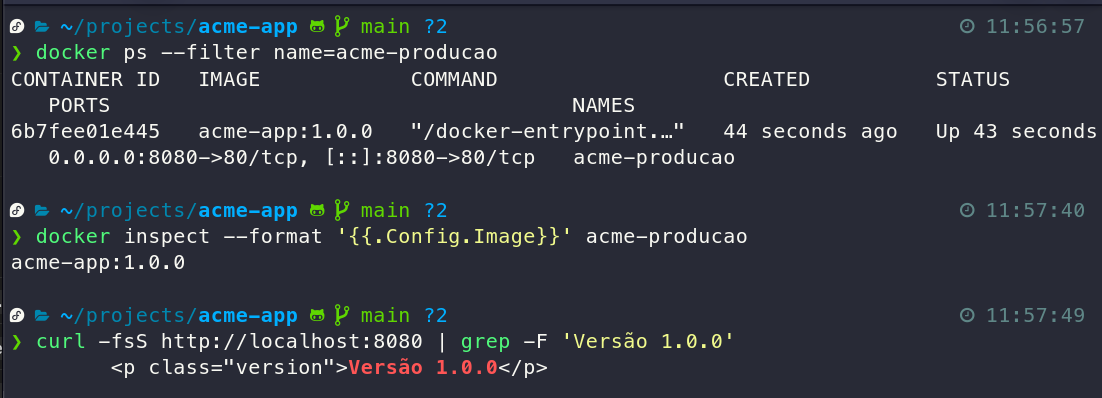 ~/projects/acme-app main ?2 11:56:57
❯ docker ps --filter name=acme-producao
CONTAINER ID   IMAGE            COMMAND                  CREATED          STATUS
   PORTS                                     NAMES
6b7fee01e445   acme-app:1.0.0   "/docker-entrypoint.…"   44 seconds ago   Up 43 seconds
   0.0.0.0:8080->80/tcp, [::]:8080->80/tcp   acme-producao
~/projects/acme-app main ?2 11:57:40
❯ docker inspect --format '{{.Config.Image}}' acme-producao
acme-app:1.0.0
~/projects/acme-app main ?2 11:57:49
❯ curl -fsS http://localhost:8080 | grep -F 'Versão 1.0.0'
        <p class="version">Versão 1.0.0</p>